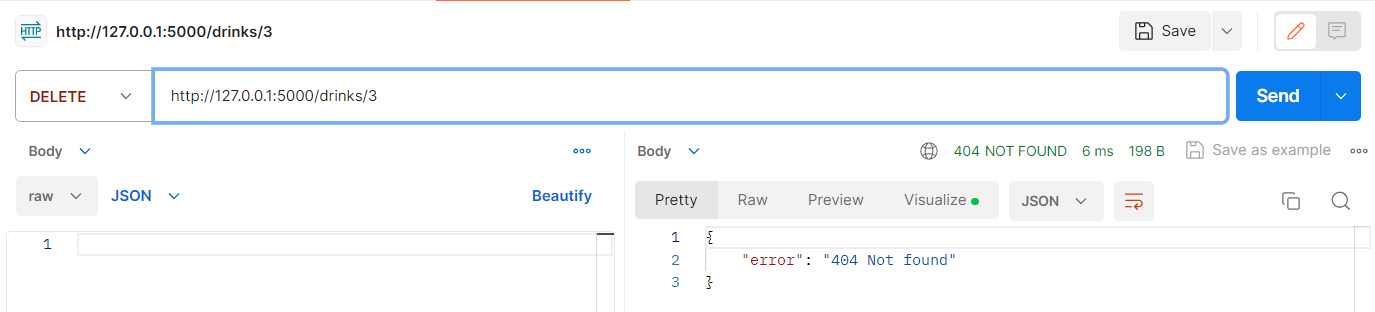 HTTP http://127.0.0.1:5000/drinks/3 Save
DELETE http://127.0.0.1:5000/drinks/3 Send
Body Body 404 NOT FOUND 6 ms 198 B Save as example
raw JSON Beautify Pretty Raw Preview Visualize JSON
1 1 {
2 "error": "404 Not found"
3 }